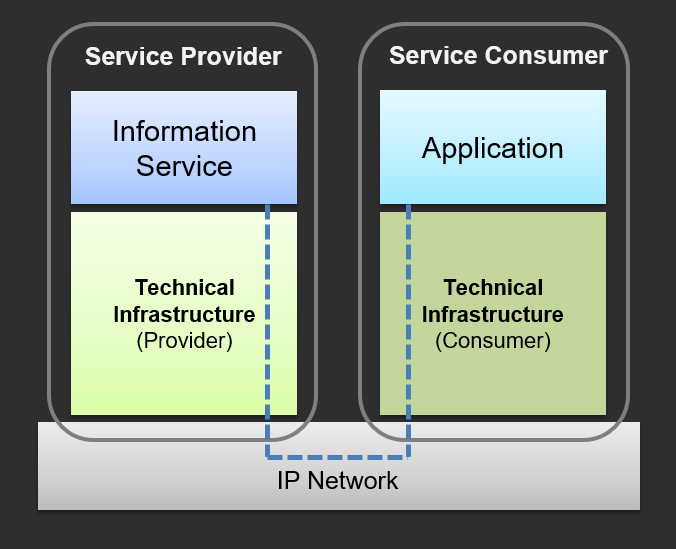 Service Provider
Service Consumer
Information
Service
Application
Technical
Infrastructure
(Provider)
Technical
Infrastructure
(Consumer)
IP Network